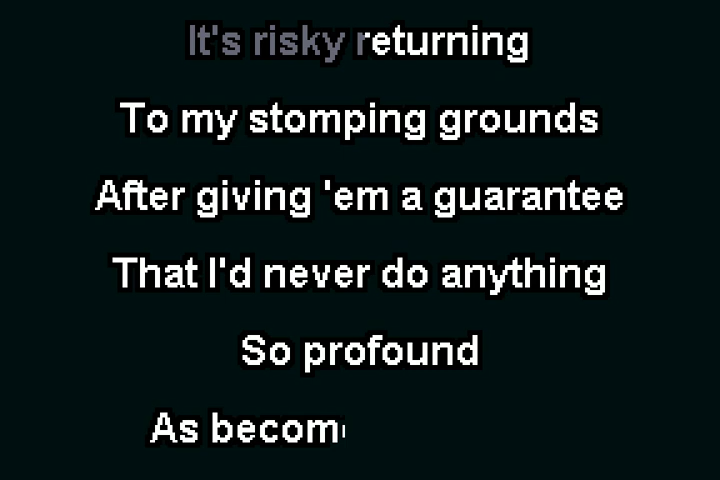 It's risky returning
To my stomping grounds
After giving 'em a guarantee
That I'd never do anything
So profound
As becom